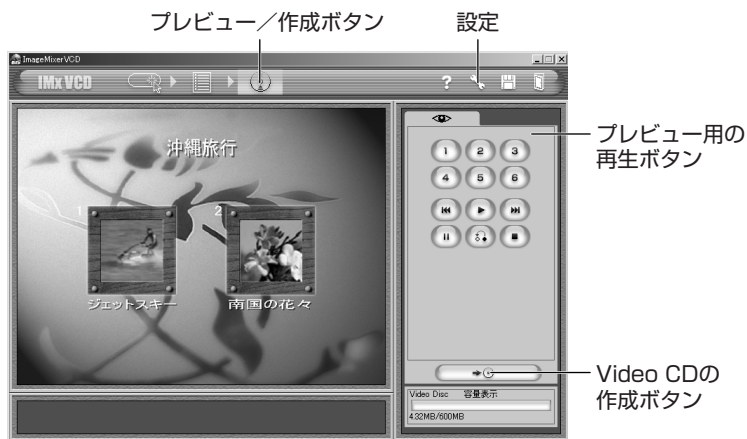 プレビュー／作成ボタン
設定
ImageMixerVCD
IMx VCD
?
沖縄旅行
1
2
ジェットスキー
南国の花々
1 2 3
4 5 6
プレビュー用の
再生ボタン
Video CDの
作成ボタン
Video Disc 容量表示
4.32MB/600MB